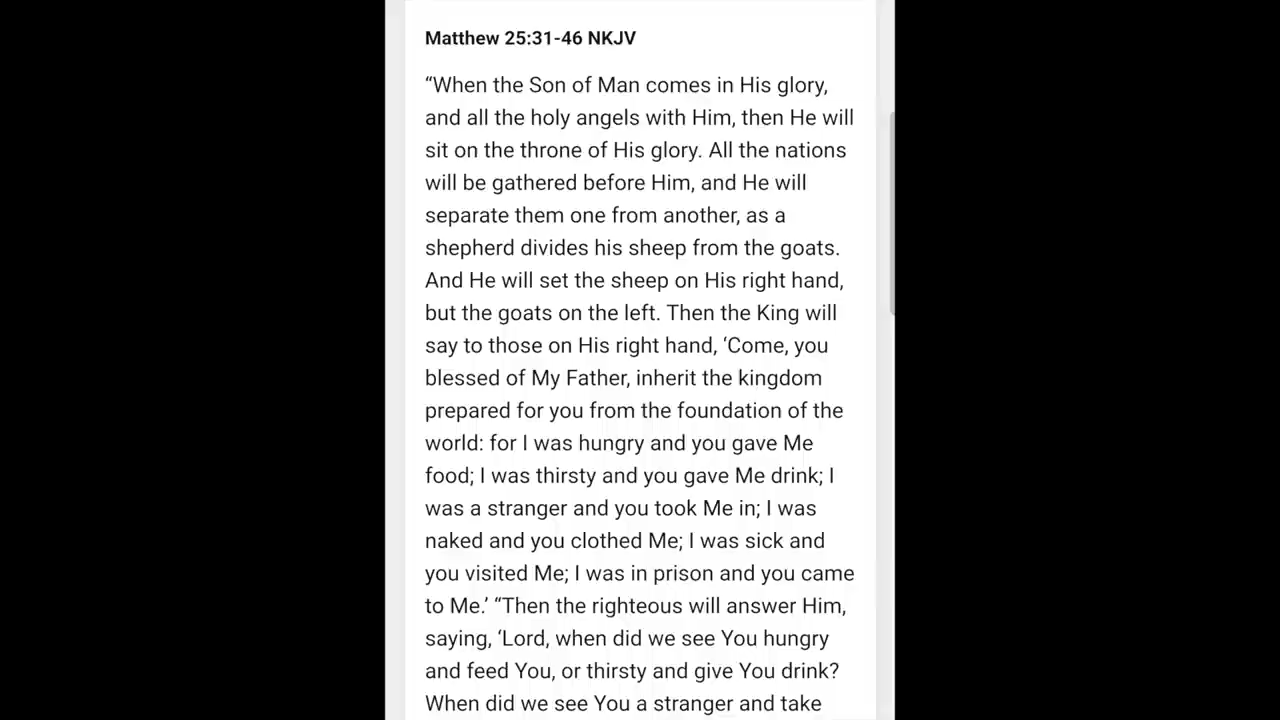 Matthew 25:31-46 NKJV
“When the Son of Man comes in His glory,
and all the holy angels with Him, then He will
sit on the throne of His glory. All the nations
will be gathered before Him, and He will
separate them one from another, as a
shepherd divides his sheep from the goats.
And He will set the sheep on His right hand,
but the goats on the left. Then the King will
say to those on His right hand, ‘Come, you
blessed of My Father, inherit the kingdom
prepared for you from the foundation of the
world: for I was hungry and you gave Me
food; I was thirsty and you gave Me drink; I
was a stranger and you took Me in; I was
naked and you clothed Me; I was sick and
you visited Me; I was in prison and you came
to Me.’ “Then the righteous will answer Him,
saying, ‘Lord, when did we see You hungry
and feed You, or thirsty and give You drink?
When did we see You a stranger and take